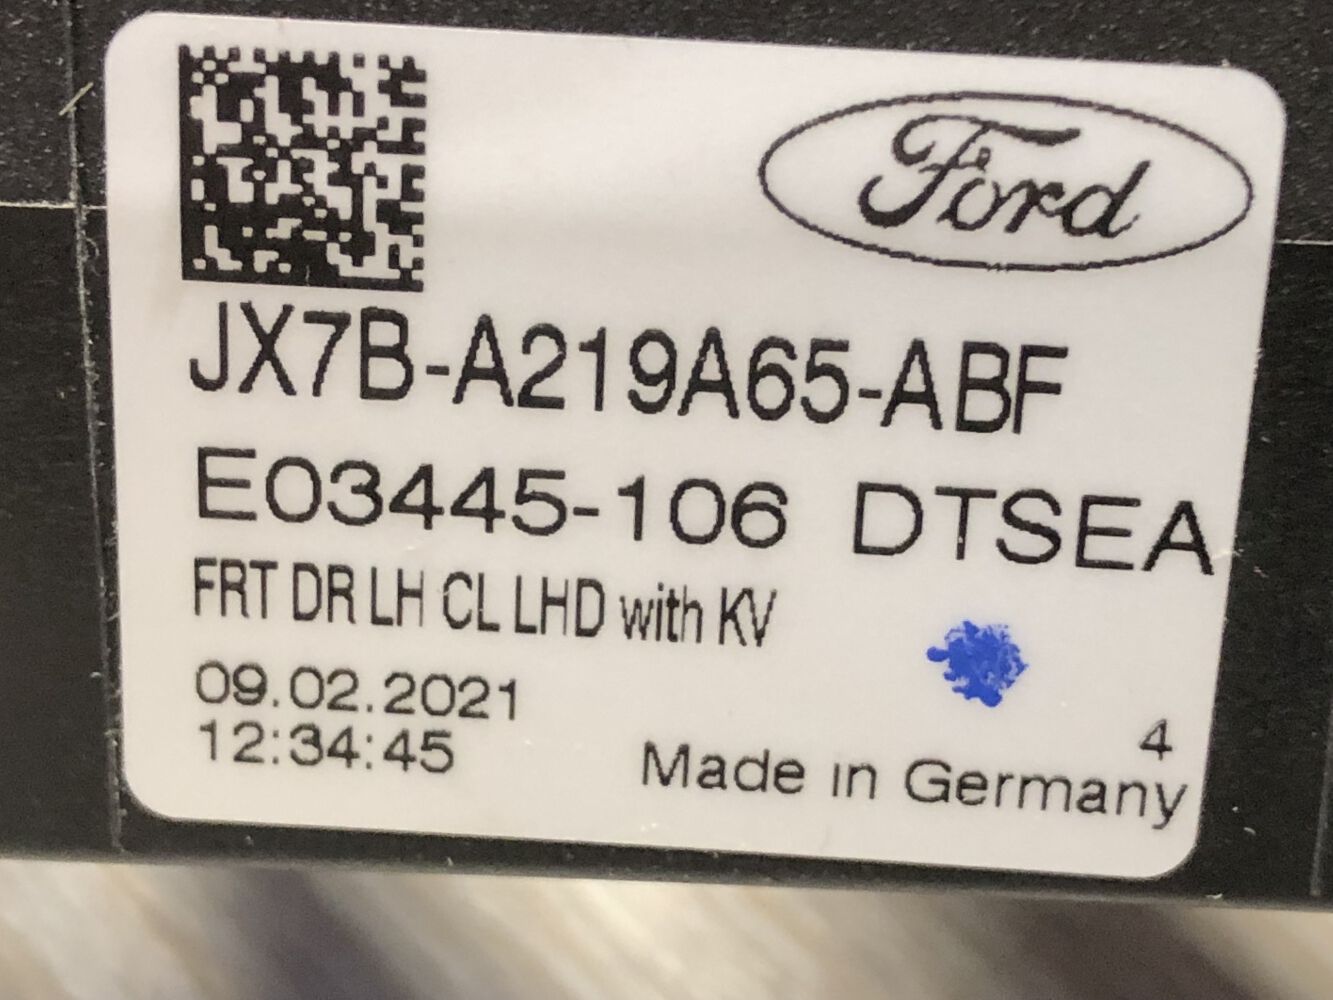 Ford
JX7B-A219A65-ABF
E03445-106 DTSEA
FRT DR LH CL LHD with KV
09.02.2021
12:34:45
4
Made in Germany